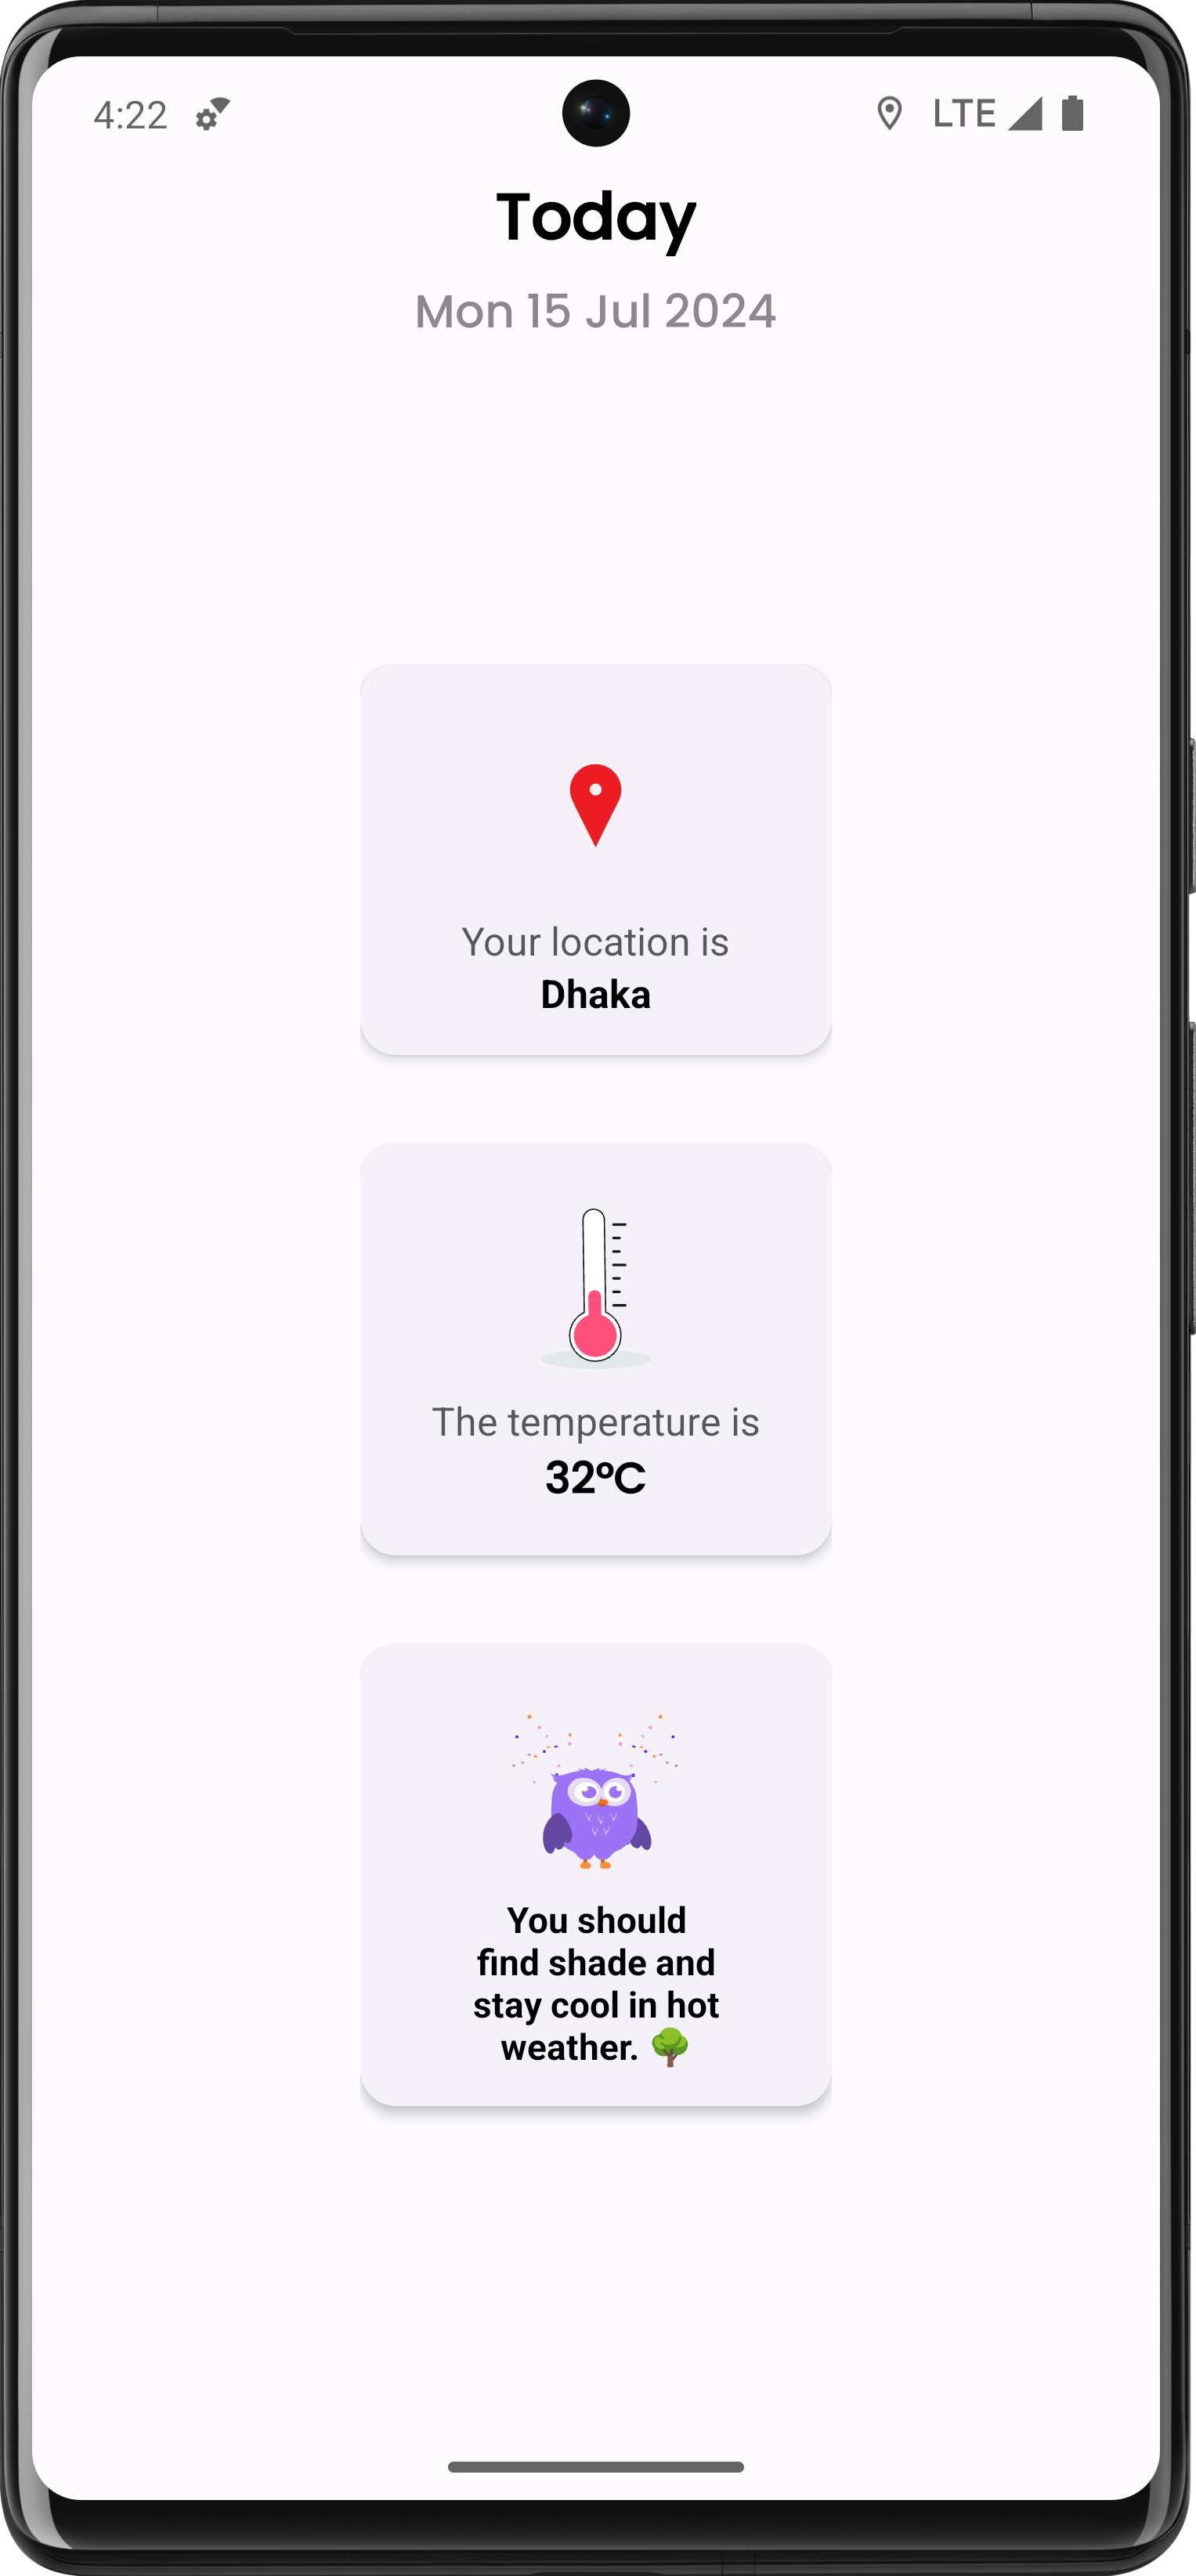 4:22
LTE
Today
Mon 15 Jul 2024
Your location is
Dhaka
The temperature is
32°C
You should
find shade and
stay cool in hot
weather. 🌳